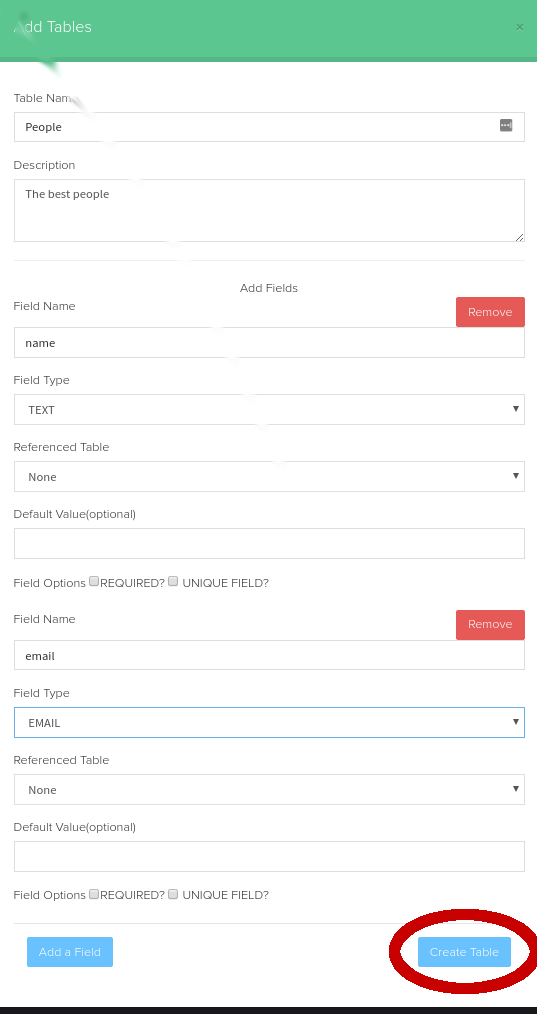 Add Tables ×
Table Name
People
Description
The best people
Add Fields
Field Name
Remove
name
Field Type
TEXT
Referenced Table
None
Default Value(optional)
Field Options REQUIRED? UNIQUE FIELD?
Field Name
Remove
email
Field Type
EMAIL
Referenced Table
None
Default Value(optional)
Field Options REQUIRED? UNIQUE FIELD?
Add a Field Create Table